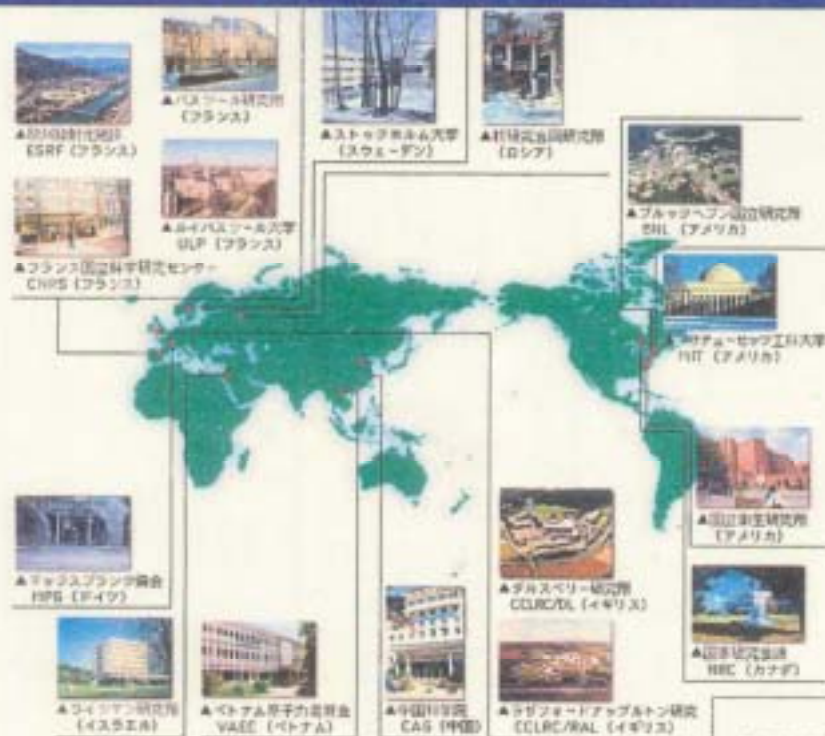 ▲パスツール研究所
(フランス)
▲ストックホルム大学
(スウェーデン)
(ロシア)
ESRF (フランス)
▲ルイパスツール大学
ULP (フランス)
▲フランス国立科学研究センター
CNRS (フランス)
▲ブルックヘブン国立研究所
BNL (アメリカ)
マサチューセッツ工科大学
MIT (アメリカ)
▲国立衛生研究所
(アメリカ)
▲マックスプランク協会
MPG (ドイツ)
▲ダルスベリー研究所
CCLRC/DL (イギリス)
NRC (カナダ)
▲ワイツマン研究所
(イスラエル)
▲ベトナム原子力委員会
VAEC (ベトナム)
▲中国科学院
CAS (中国)
▲ラザフォードアップルトン研究
CCLRC/RAL (イギリス)